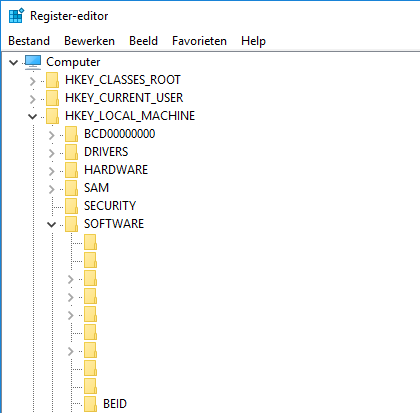 Register-editor
Bestand Bewerken Beeld Favorieten Help
Computer
HKEY_CLASSES_ROOT
HKEY_CURRENT_USER
HKEY_LOCAL_MACHINE
BCD00000000
DRIVERS
HARDWARE
SAM
SECURITY
SOFTWARE
BEID